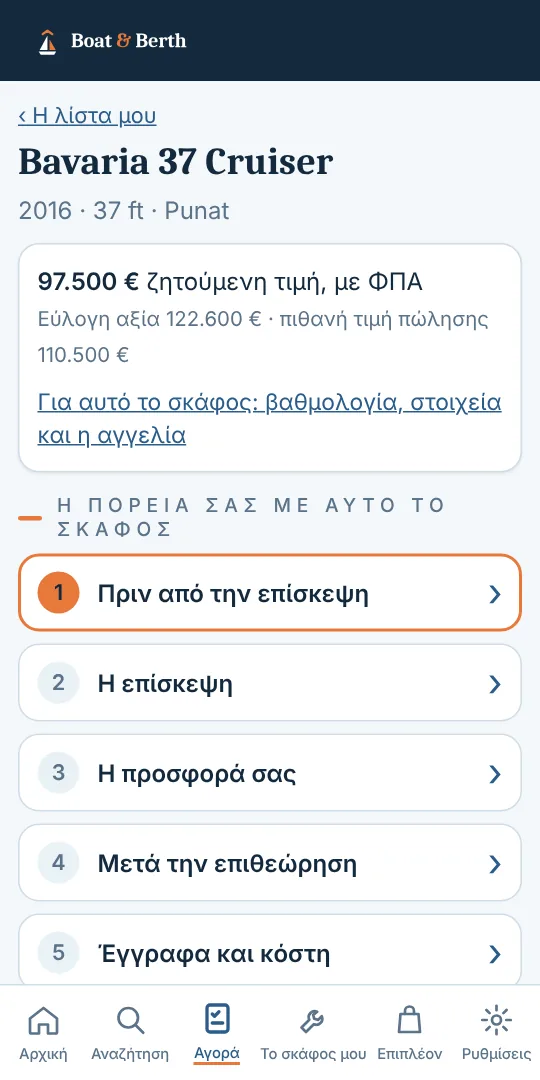 Boat & Berth
‹ Η λίστα μου
Bavaria 37 Cruiser
2016 · 37 ft · Punat
97.500 € ζητούμενη τιμή, με ΦΠΑ
Εύλογη αξία 122.600 € · πιθανή τιμή πώλησης
110.500 €
Για αυτό το σκάφος: βαθμολογία, στοιχεία
και η αγγελία
Η ΠΟΡΕΙΑ ΣΑΣ ΜΕ ΑΥΤΟ ΤΟ
ΣΚΑΦΟΣ
1 Πριν από την επίσκεψη
2 Η επίσκεψη
3 Η προσφορά σας
4 Μετά την επιθεώρηση
5 Έγγραφα και κόστη
Αρχική Αναζήτηση Αγορά Το σκάφος μου Επιπλέον Ρυθμίσεις